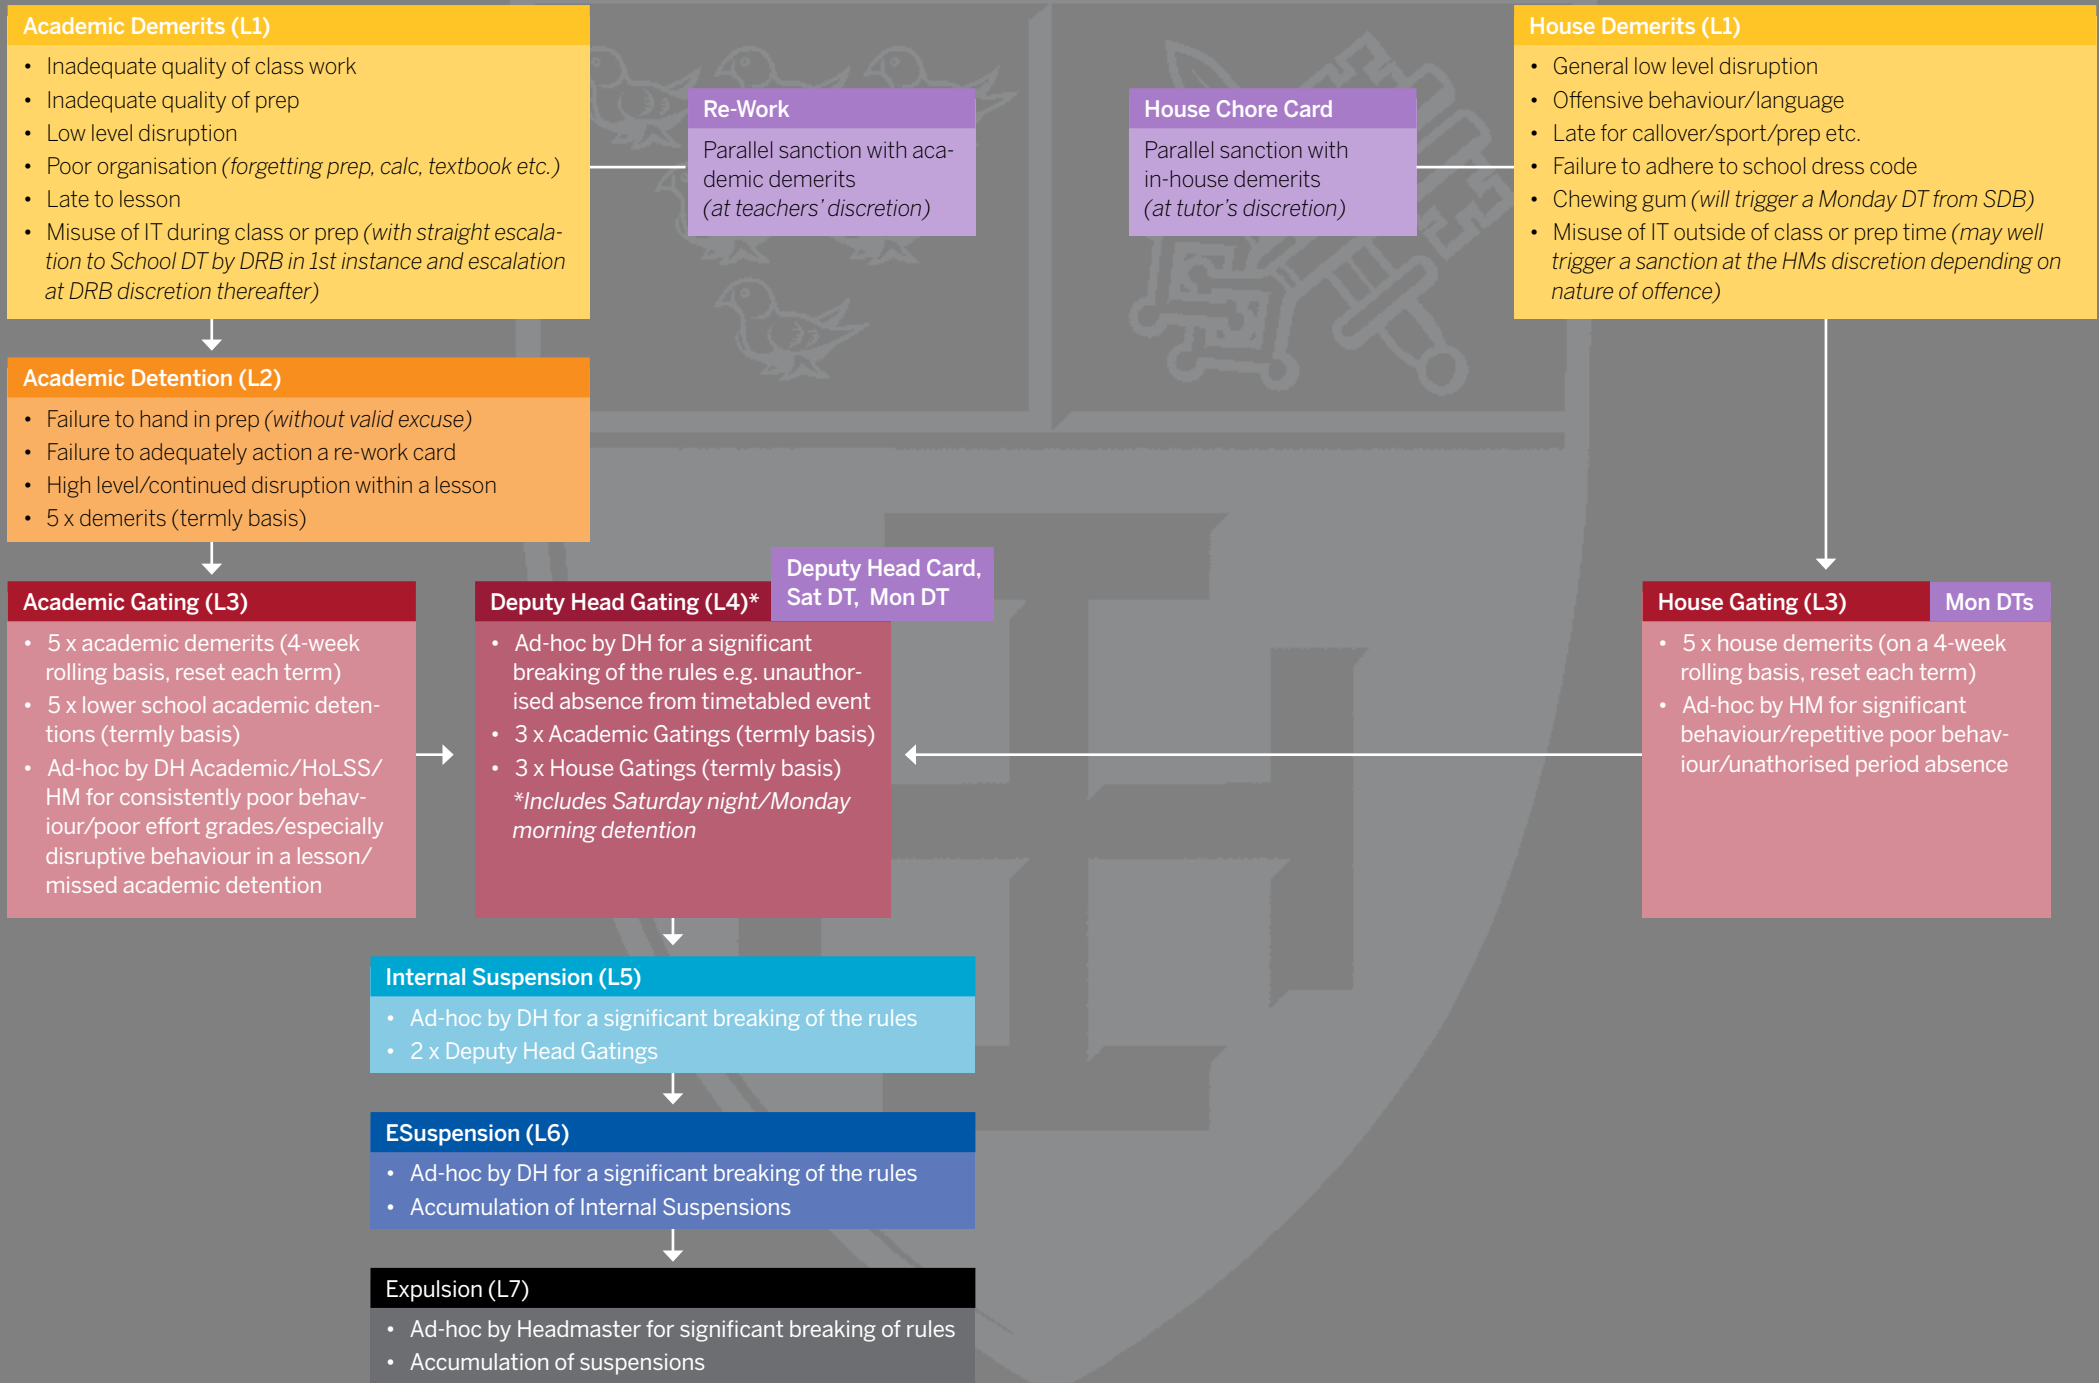 Academic Demerits (L1)
• Inadequate quality of class work
• Inadequate quality of prep
• Low level disruption
• Poor organisation (forgetting prep, calc, textbook etc.)
• Late to lesson
• Misuse of IT during class or prep (with straight escala-
tion to School DT by DRB in 1st instance and escalation
at DRB discretion thereafter)
Re-Work
Parallel sanction with aca-
demic demerits
(at teachers' discretion)
House Chore Card
Parallel sanction with
in-house demerits
(at tutor's discretion)
House Demerits (L1)
• General low level disruption
• Offensive behaviour/language
• Late for callover/sport/prep etc.
• Failure to adhere to school dress code
• Chewing gum (will trigger a Monday DT from SDB)
• Misuse of IT outside of class or prep time (may well
trigger a sanction at the HMs discretion depending on
nature of offence)
Academic Detention (L2)
• Failure to hand in prep (without valid excuse)
• Failure to adequately action a re-work card
• High level/continued disruption within a lesson
• 5 x demerits (termly basis)
Academic Gating (L3)
• 5 x academic demerits (4-week
rolling basis, reset each term)
• 5 x lower school academic deten-
tions (termly basis)
• Ad-hoc by DH Academic/HoLSS/
HM for consistently poor behav-
iour/poor effort grades/especially
disruptive behaviour in a lesson/
missed academic detention
Deputy Head Gating (L4)*
Deputy Head Card,
Sat DT, Mon DT
• Ad-hoc by DH for a significant
breaking of the rules e.g. unauthor-
ised absence from timetabled event
• 3 x Academic Gatings (termly basis)
• 3 x House Gatings (termly basis)
*Includes Saturday night/Monday
morning detention
House Gating (L3)
Mon DTs
• 5 x house demerits (on a 4-week
rolling basis, reset each term)
• Ad-hoc by HM for significant
behaviour/repetitive poor behav-
iour/unathorised period absence
Internal Suspension (L5)
• Ad-hoc by DH for a significant breaking of the rules
• 2 x Deputy Head Gatings
ESuspension (L6)
• Ad-hoc by DH for a significant breaking of the rules
• Accumulation of Internal Suspensions
Expulsion (L7)
• Ad-hoc by Headmaster for significant breaking of rules
• Accumulation of suspensions